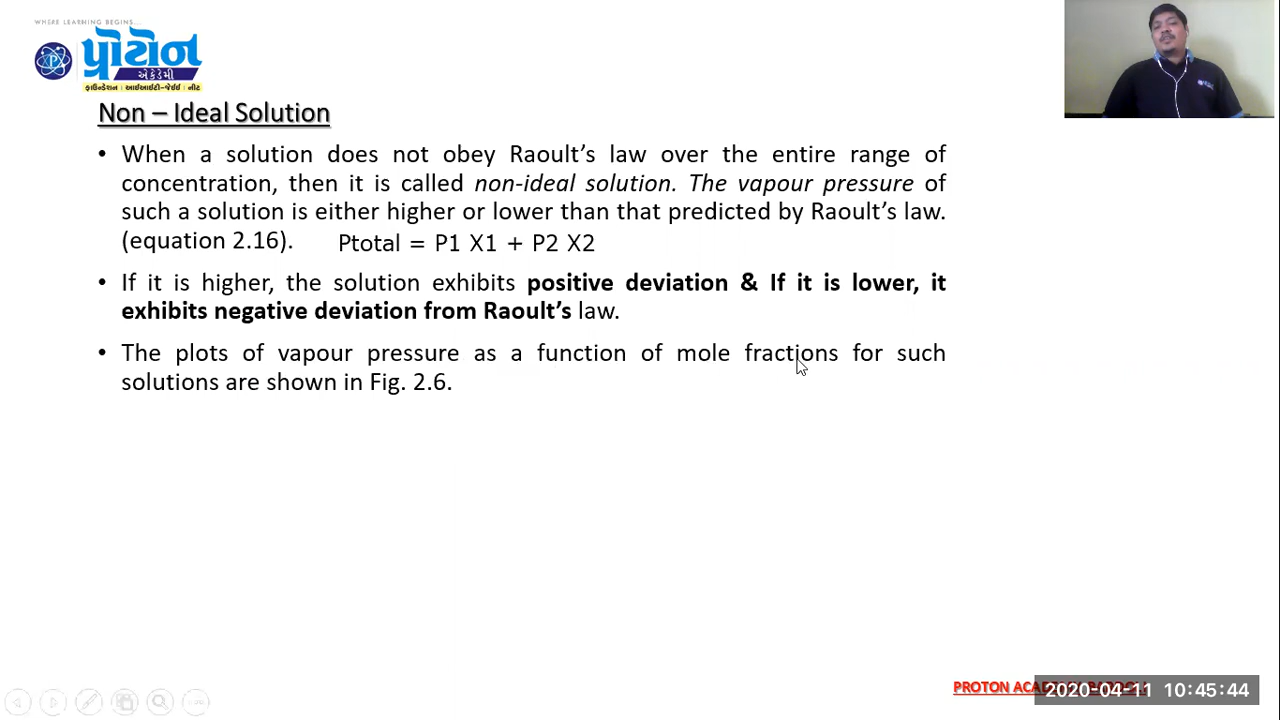 WHERE LEARNING BEGINS...
પ્રોટોન
એકેડેમી
ફાઉન્ડેશન | આઈઆઈટી-જેઈઈ | નીટ
Non – Ideal Solution
• When a solution does not obey Raoult’s law over the entire range of
concentration, then it is called non-ideal solution. The vapour pressure of
such a solution is either higher or lower than that predicted by Raoult’s law.
(equation 2.16). Ptotal = P1 X1 + P2 X2
• If it is higher, the solution exhibits positive deviation & If it is lower, it
exhibits negative deviation from Raoult’s law.
• The plots of vapour pressure as a function of mole fractions for such
solutions are shown in Fig. 2.6.
PROTON
2020-04-11 10:45:44